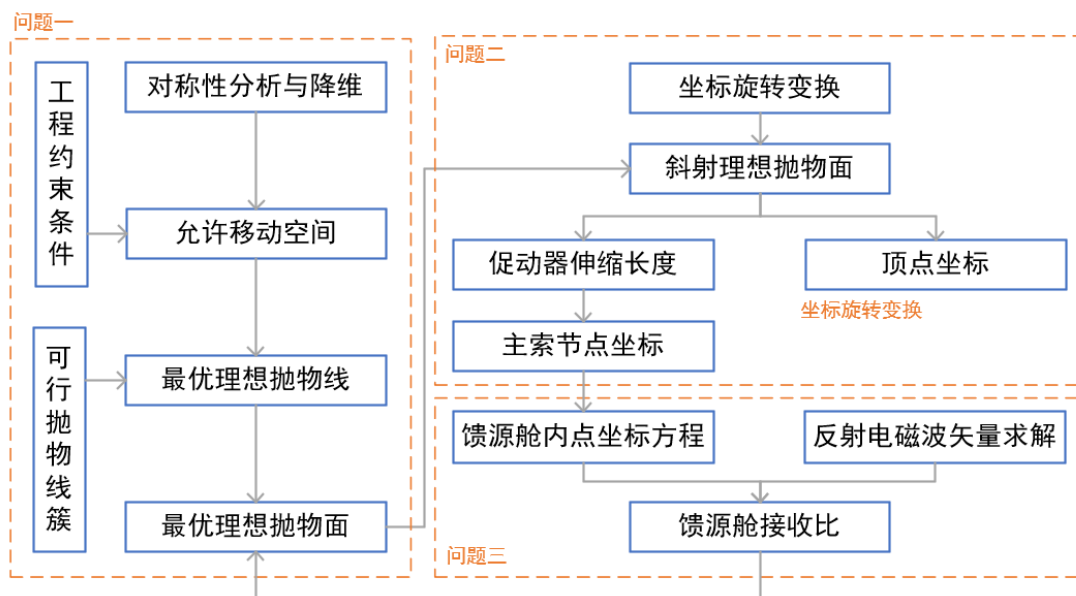 问题一
工程约束条件
对称性分析与降维
允许移动空间
可行抛物线簇
最优理想抛物线
最优理想抛物面
问题二
坐标旋转变换
斜射理想抛物面
促动器伸缩长度
顶点坐标
坐标旋转变换
主索节点坐标
馈源舱内点坐标方程
反射电磁波矢量求解
馈源舱接收比
问题三